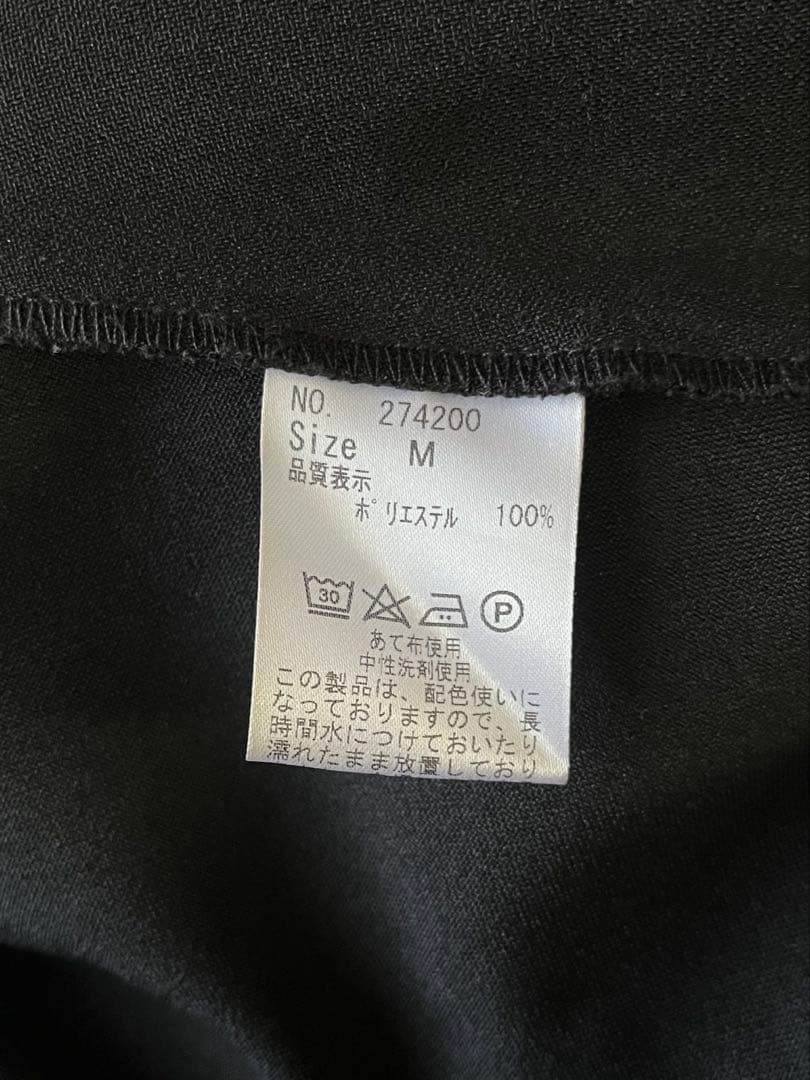 NO. 274200
Size M
品質表示
ポリエステル 100%
30 P
あて布使用
中性洗剤使用
この製品は、配色使いに
なっておりますので、長
時間水につけておいたり
濡れたまま放置しており